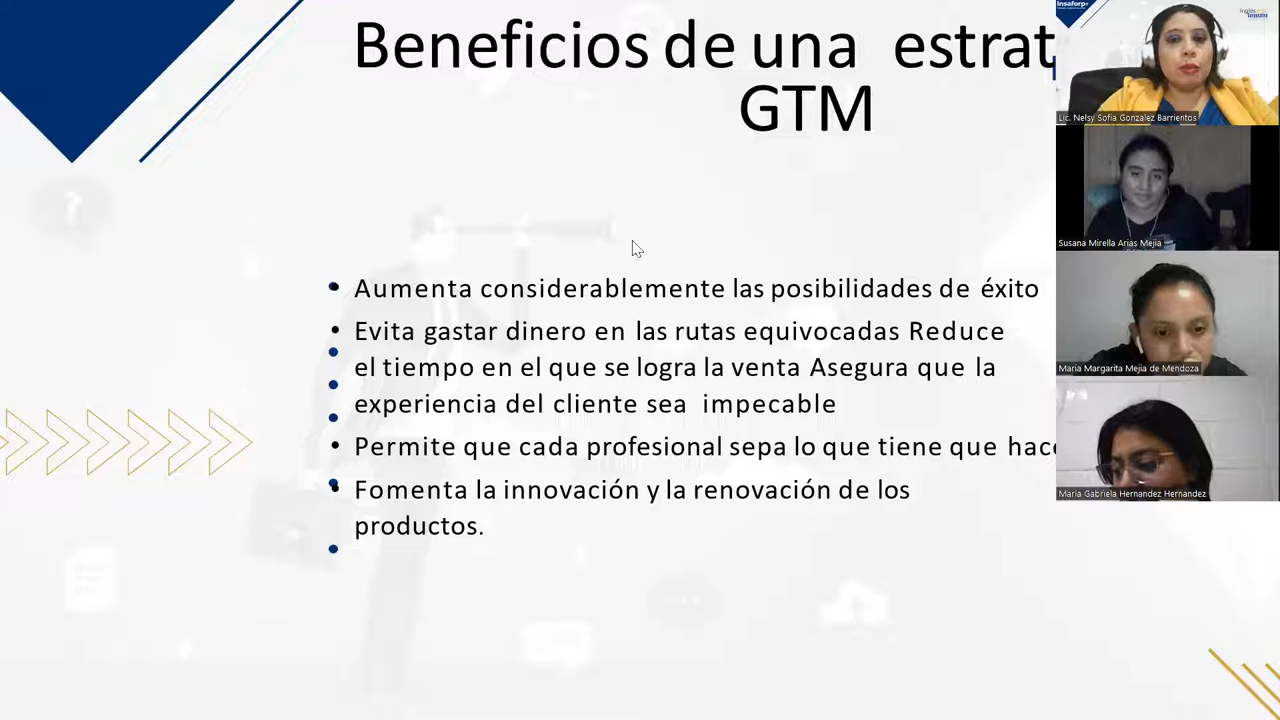 Beneficios de una estrat
GTM
Aumenta considerablemente las posibilidades de éxito
Evita gastar dinero en las rutas equivocadas Reduce
el tiempo en el que se logra la venta Asegura que la
experiencia del cliente sea impecable
Permite que cada profesional sepa lo que tiene que hace
Fomenta la innovación y la renovación de los
productos.
Insaforp
Lic. Nelsy Sofia Gonzalez Barrientos
Susana Mirella Arias Mejia
Maria Margarita Mejia de Mendoza
Maria Gabriela Hernandez Hernandez